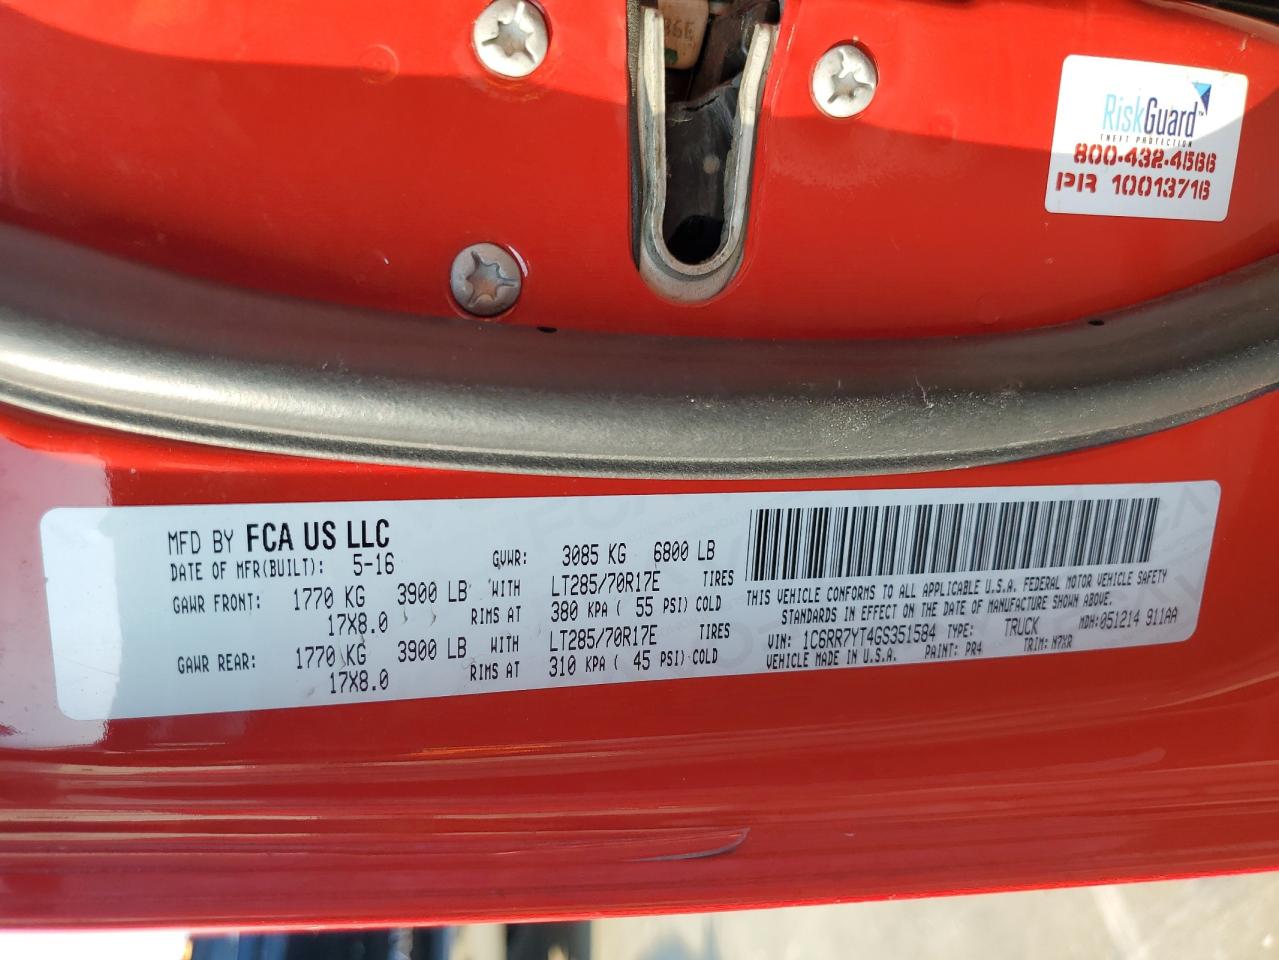 RiskGuard™
THEFT PROTECTION
800-432-4566
PR 10013716
MFD BY FCA US LLC
DATE OF MFR(BUILT): 5-16 GVWR: 3085 KG 6800 LB
GAWR FRONT: 1770 KG 3900 LB WITH LT285/70R17E TIRES
17X8.0 RIMS AT 380 KPA ( 55 PSI) COLD
GAWR REAR: 1770 KG 3900 LB WITH LT285/70R17E TIRES
17X8.0 RIMS AT 310 KPA ( 45 PSI) COLD
THIS VEHICLE CONFORMS TO ALL APPLICABLE U.S.A. FEDERAL MOTOR VEHICLE SAFETY
STANDARDS IN EFFECT ON THE DATE OF MANUFACTURE SHOWN ABOVE.
VIN: 1C6RR7YT4GS351584 TYPE: TRUCK MDH: 051214 911AA
VEHICLE MADE IN U.S.A. PAINT: PR4 TRIM: M7XR